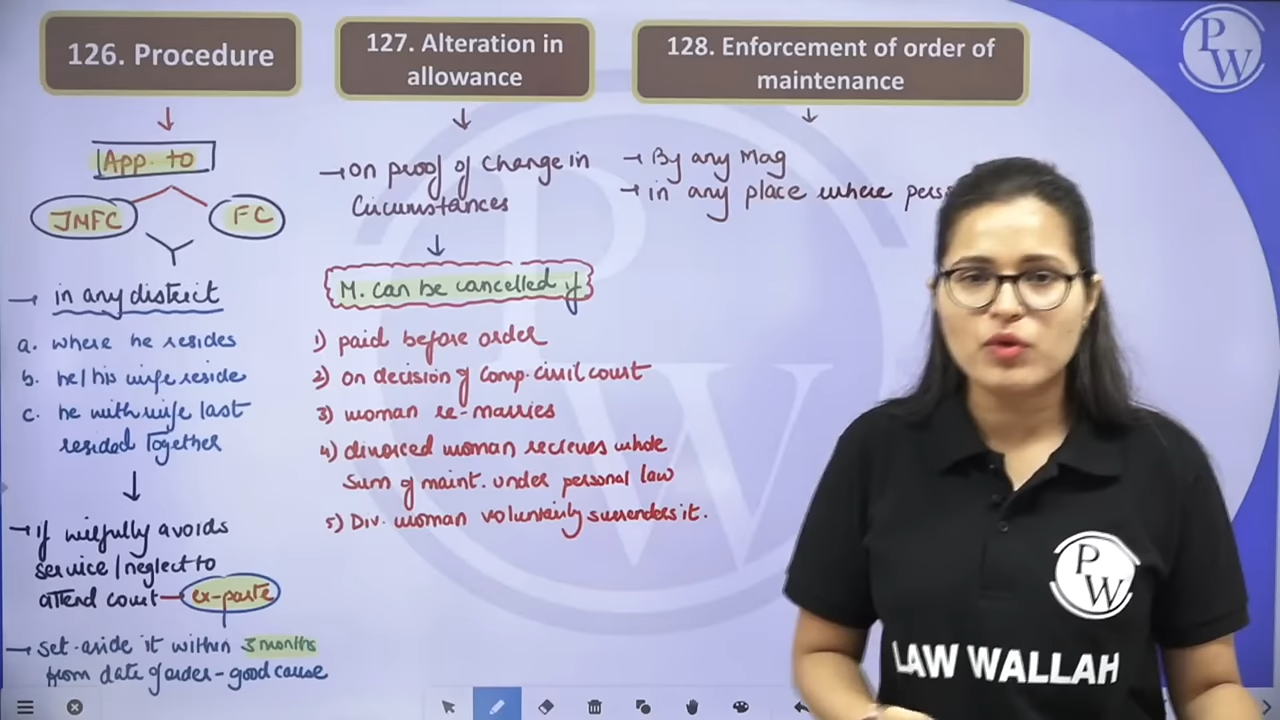 126. Procedure
App. to
JMFC
FC
→ in any district
a. where he resides
b. he/his wife reside
c. he with wife last
resided Together
→ If wilfully avoids
service/neglect to
attend court — ex-parte
→ set-aside it within 3 months
from date of order - good cause
127. Alteration in
allowance
→ on proof of change in
Circumstances
M. can be cancelled if
1) paid before order
2) on decision of Comp. civil court
3) woman re-marries
4) divorced woman recieves whole
Sum of maint. under personal law
5) Div. woman voluntarily surrenders it.
128. Enforcement of order of
maintenance
→ By any Mag
→ in any place where pers
PW
PW
LAW WALLAH